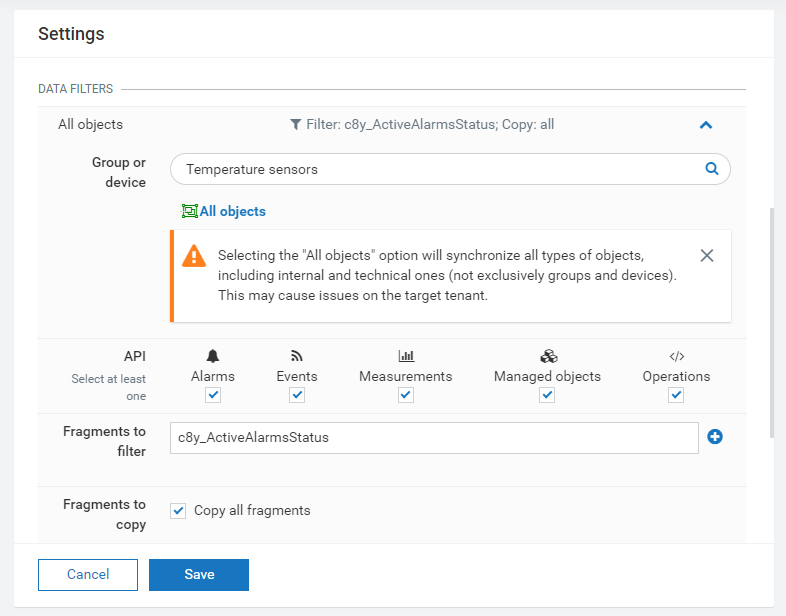 Settings
DATA FILTERS
All objects
Filter: c8y_ActiveAlarmsStatus; Copy: all
Group or
device
Temperature sensors
All objects
Selecting the "All objects" option will synchronize all types of objects,
including internal and technical ones (not exclusively groups and devices).
This may cause issues on the target tenant.
API
Select at least
one
Alarms
Events
Measurements
Managed objects
Operations
Fragments to
filter
c8y_ActiveAlarmsStatus
Fragments to
copy
Copy all fragments
Cancel
Save